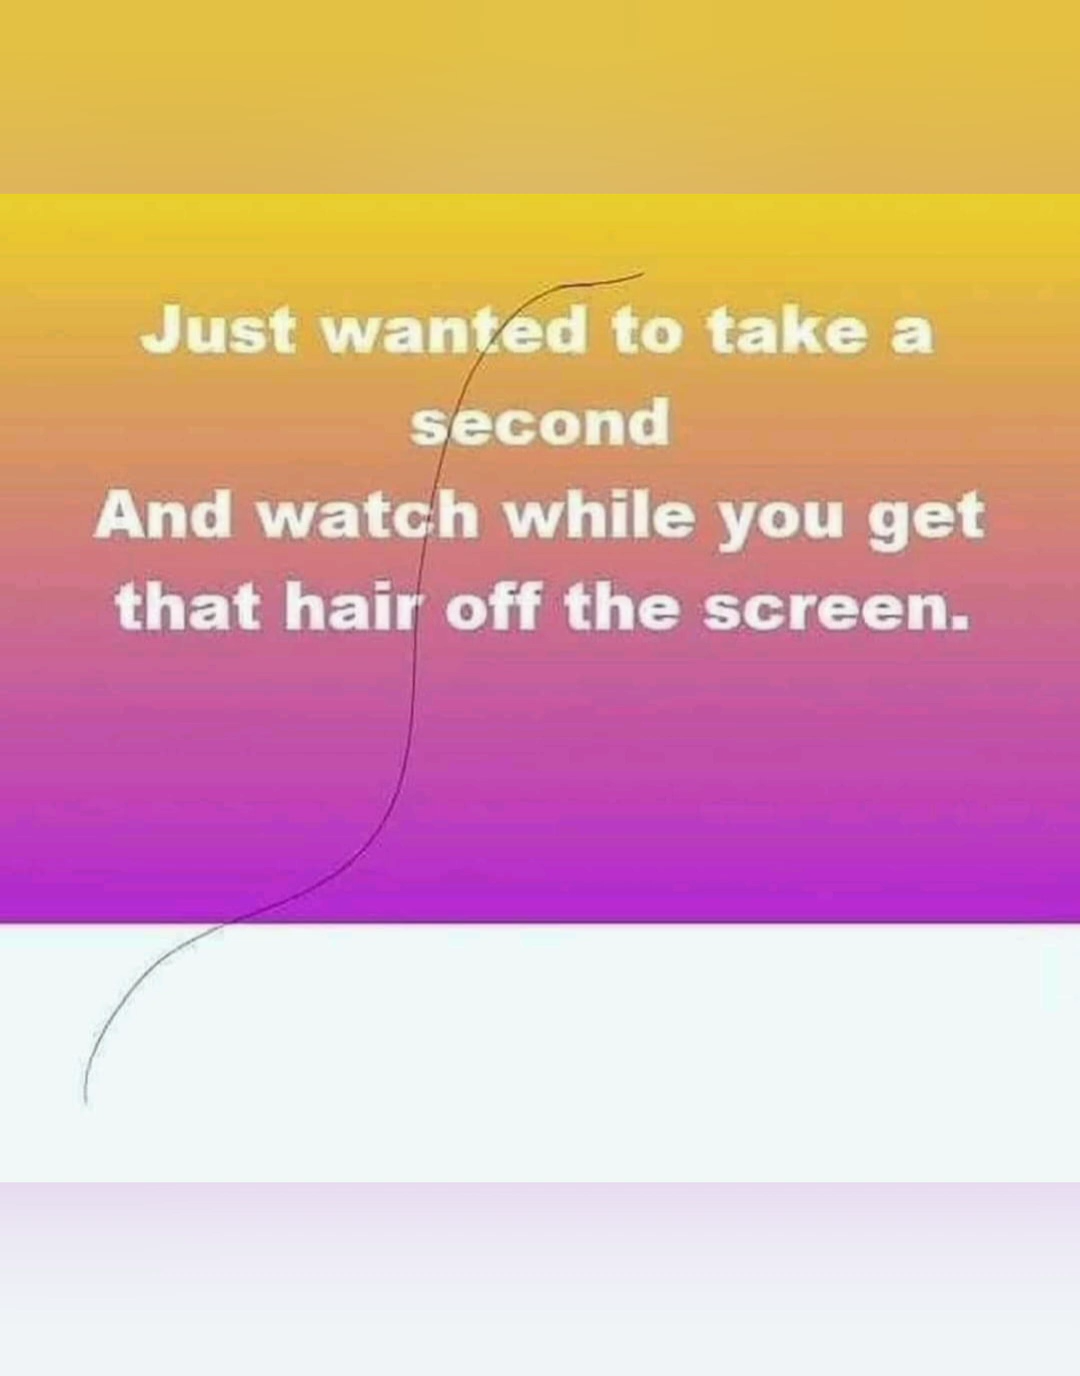 Just wanted to take a
second
And watch while you get
that hair off the screen.